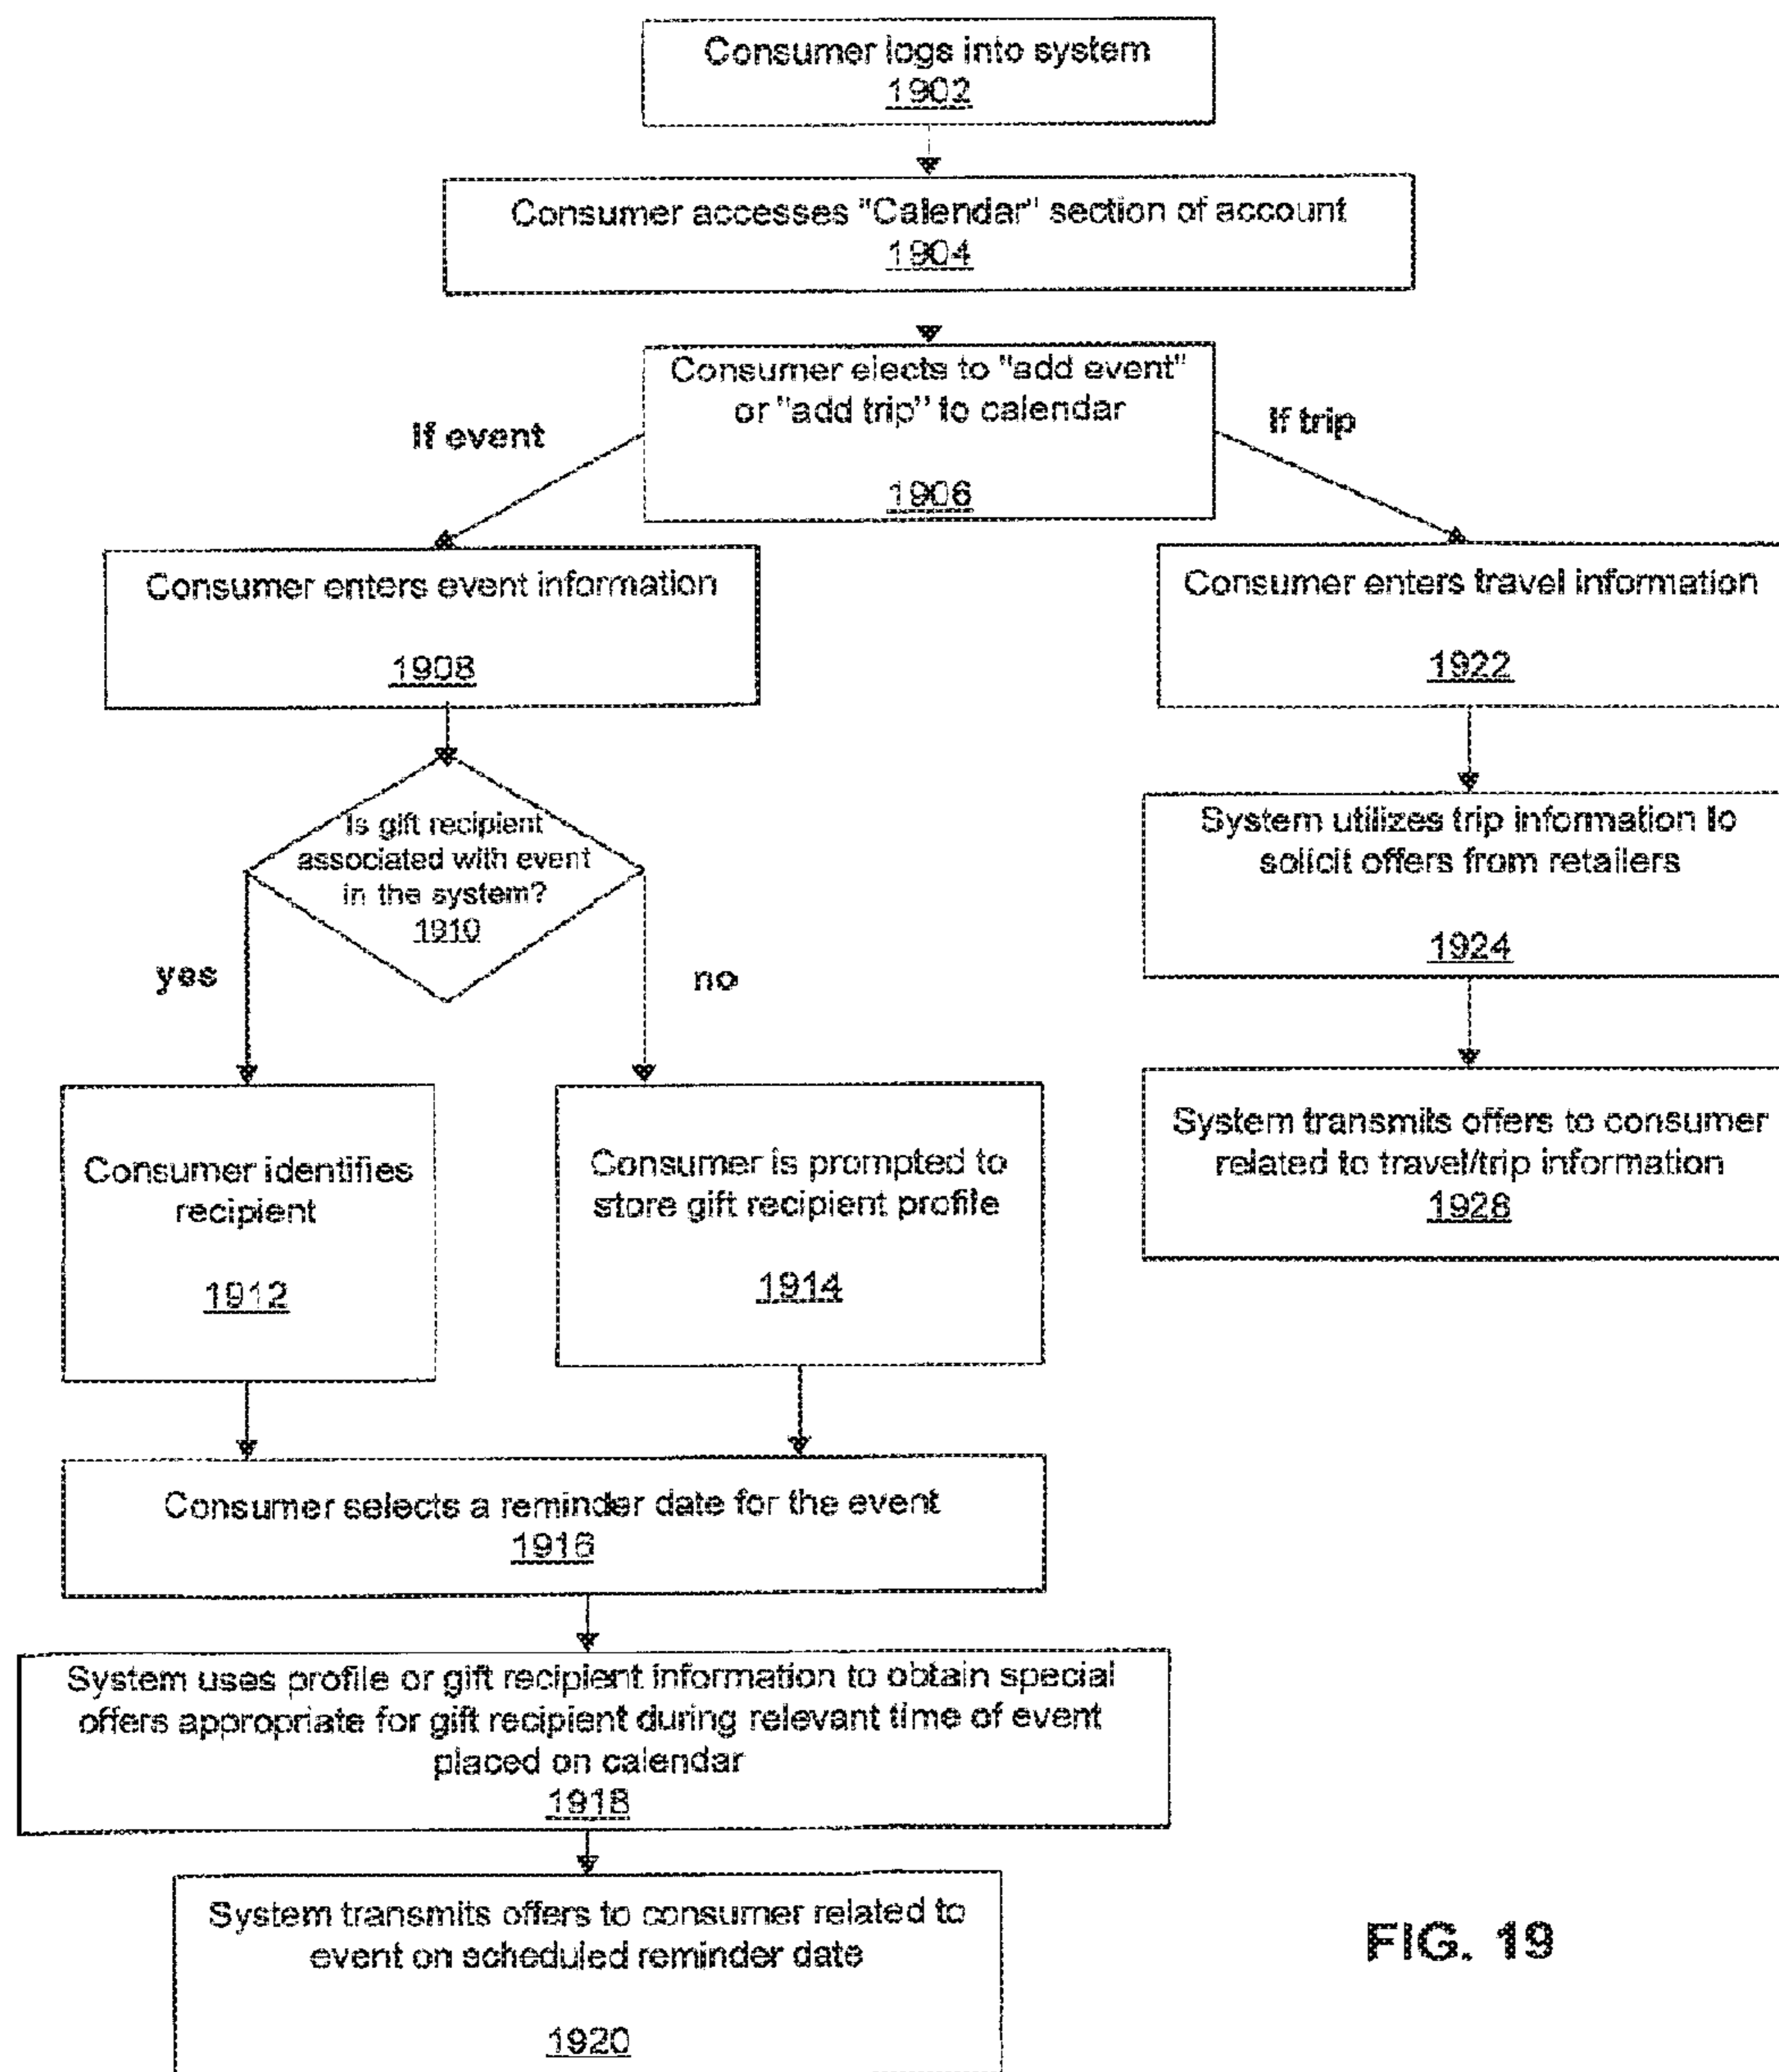 Consumer logs into system
1902
Consumer accesses "Calendar" section of account
1904
Consumer elects to "add event"
or "add trip" to calendar
1906
If event
If trip
Consumer enters event information
1908
Consumer enters travel information
1922
Is gift recipient
associated with event
in the system?
1910
yes
no
System utilizes trip information to
solicit offers from retailers
1924
Consumer identifies
recipient
1912
Consumer is prompted to
store gift recipient profile
1914
System transmits offers to consumer
related to travel/trip information
1926
Consumer selects a reminder date for the event
1916
System uses profile or gift recipient information to obtain special
offers appropriate for gift recipient during relevant time of event
placed on calendar
1918
System transmits offers to consumer related to
event on scheduled reminder date
1920
FIG. 19